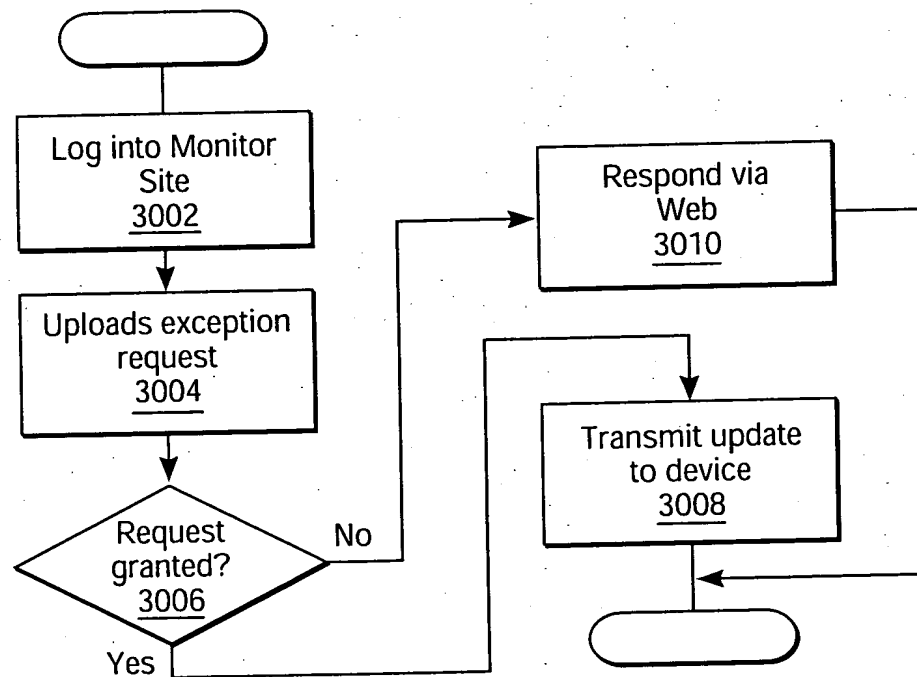 Log into Monitor
Site
3002
Uploads exception
request
3004
Request
granted?
3006
No
Yes
Respond via
Web
3010
Transmit update
to device
3008